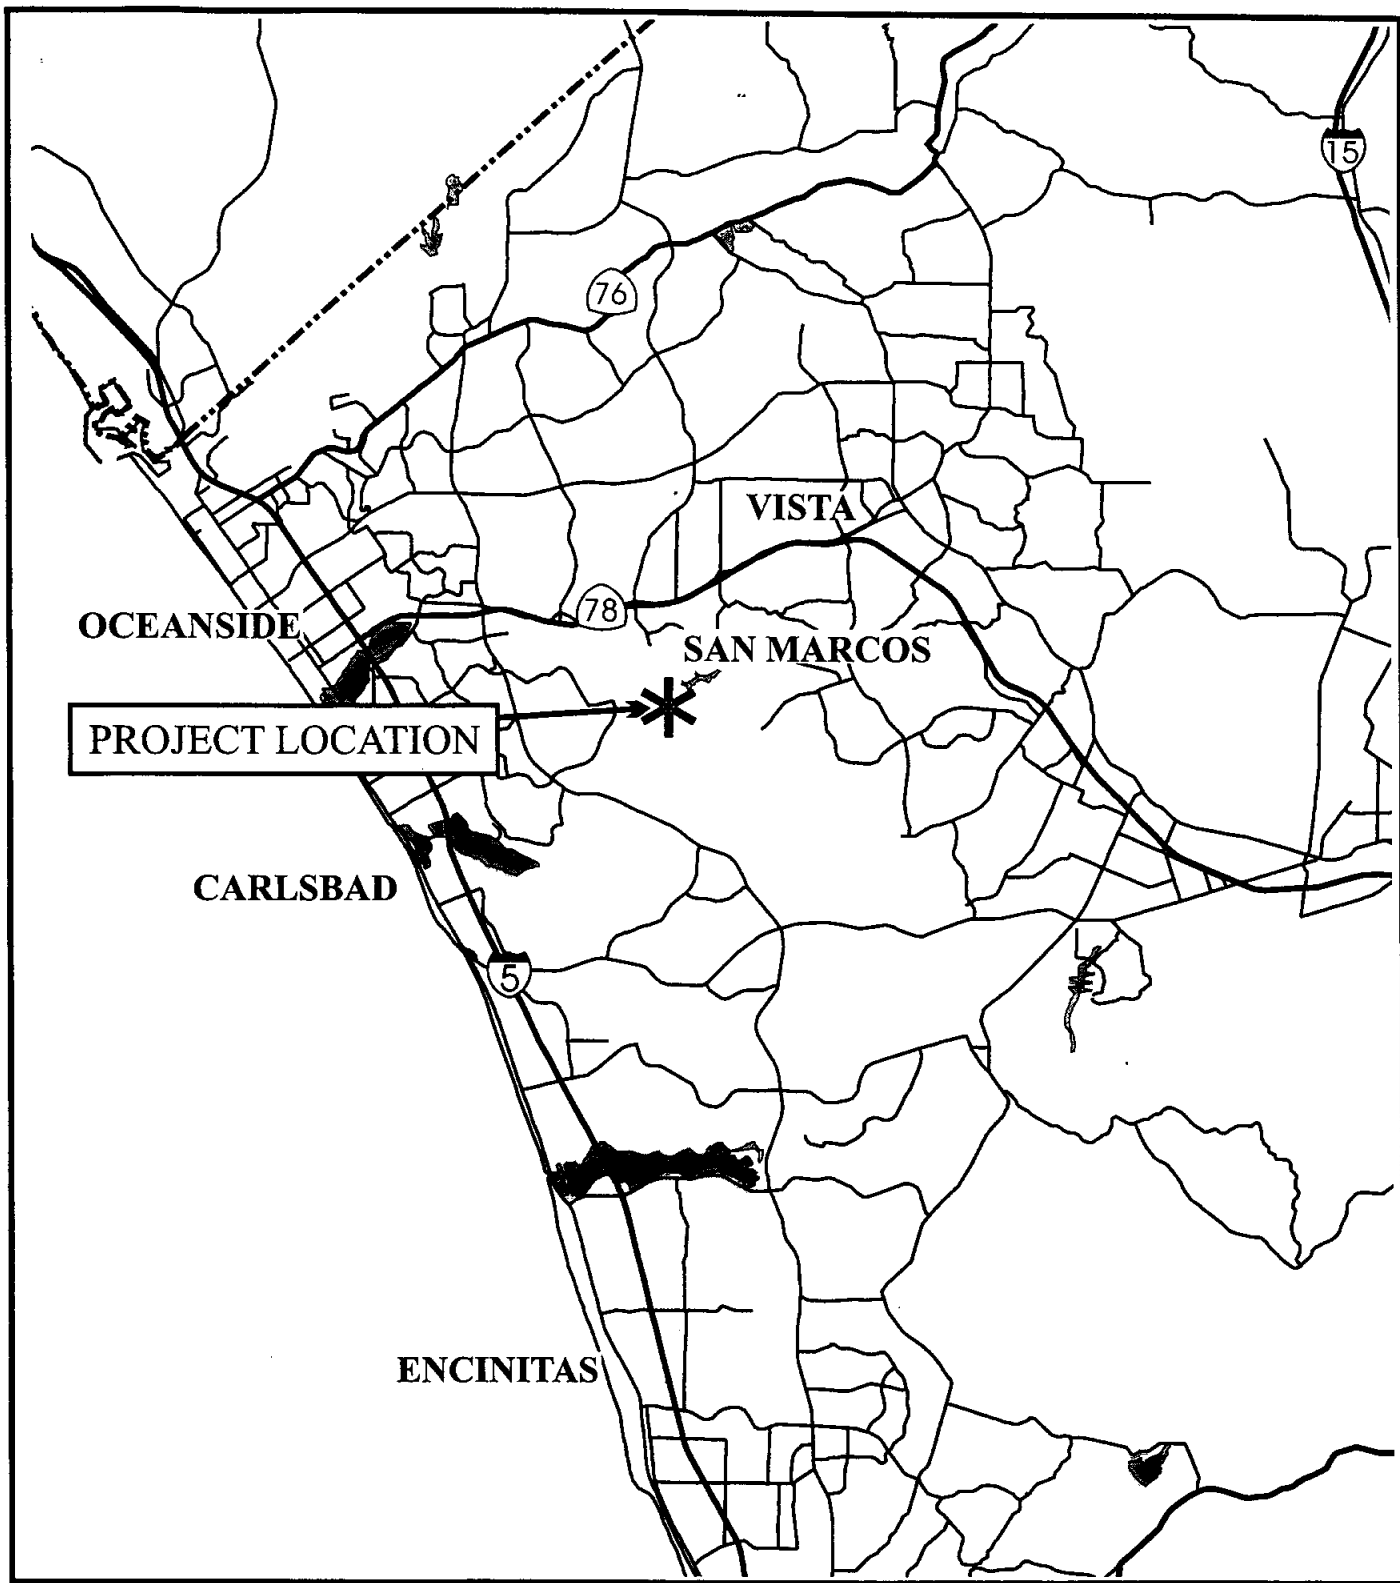 15
76
VISTA
78
OCEANSIDE
SAN MARCOS
PROJECT LOCATION
CARLSBAD
5
ENCINITAS